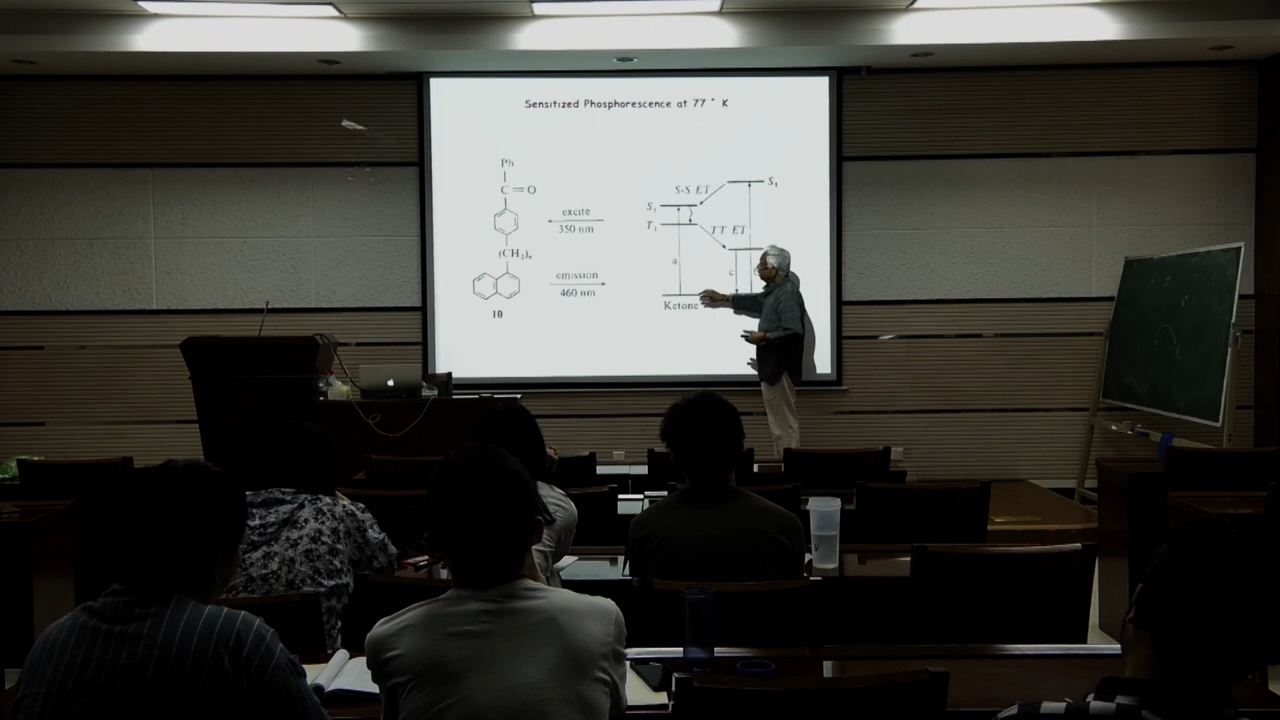 Sensitized Phosphorescence at 77° K
Ph
C=O
(CH₂)ₙ
10
excite
350 nm
emission
460 nm
S-S ET
S₁
S₁
T₁
TT ET
a
c
Ketone